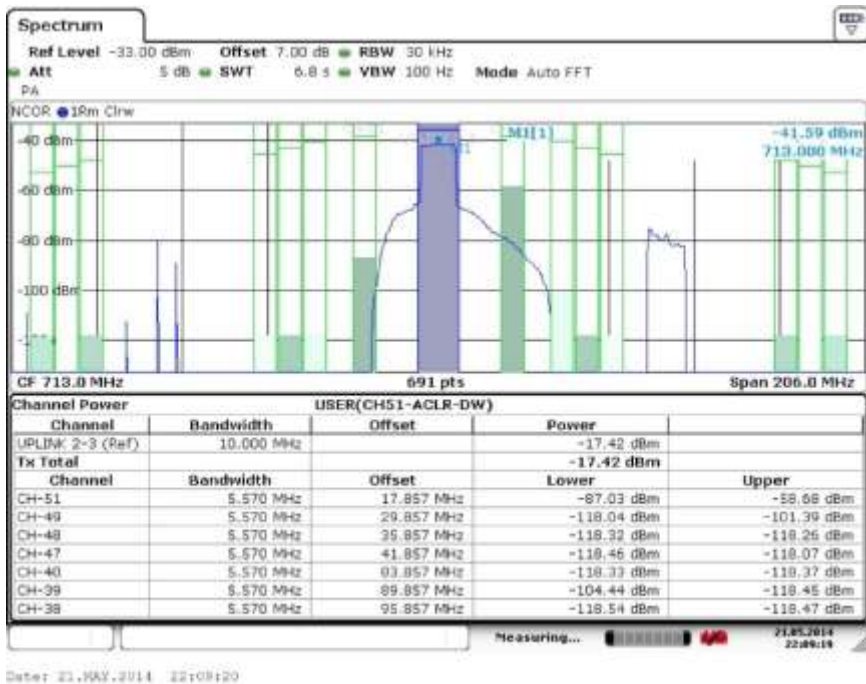 Spectrum
Ref Level -33.00 dBm Offset 7.00 dB RBW 30 kHz
Att 5 dB SWT 6.8 s VBW 100 Hz Mode Auto FFT
PA
NCOR 1Rm Clrw
M1[1] -41.59 dBm
713.000 MHz
-40 dBm
-60 dBm
-80 dBm
-100 dBm
CF 713.0 MHz 691 pts Span 206.0 MHz
Channel Power USER(CH51-ACLR-DW)
Channel Bandwidth Offset Power
UPLINK 2-3 (Ref) 10.000 MHz -17.42 dBm
Tx Total -17.42 dBm
Channel Bandwidth Offset Lower Upper
CH-51 5.570 MHz 17.857 MHz -87.03 dBm -58.68 dBm
CH-49 5.570 MHz 29.857 MHz -118.04 dBm -101.39 dBm
CH-48 5.570 MHz 35.857 MHz -118.32 dBm -118.26 dBm
CH-47 5.570 MHz 41.857 MHz -118.46 dBm -118.07 dBm
CH-40 5.570 MHz 83.857 MHz -118.33 dBm -118.37 dBm
CH-39 5.570 MHz 89.857 MHz -104.44 dBm -118.45 dBm
CH-38 5.570 MHz 95.857 MHz -118.54 dBm -118.47 dBm
Measuring... 21.05.2014
22:09:19
Date: 21.MAY.2014 22:09:20